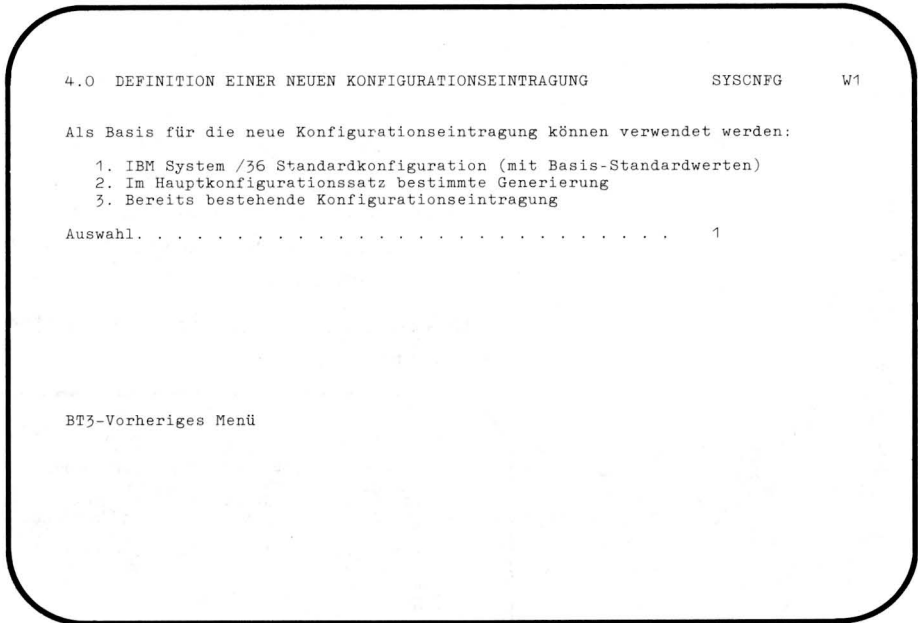 4.0 DEFINITION EINER NEUEN KONFIGURATIONSEINTRAGUNG SYSCNFG W1
Als Basis für die neue Konfigurationseintragung können verwendet werden:
1. IBM System /36 Standardkonfiguration (mit Basis-Standardwerten)
2. Im Hauptkonfigurationssatz bestimmte Generierung
3. Bereits bestehende Konfigurationseintragung
Auswahl. . . . . . . . . . . . . . . . . . . . . . . . . . . . 1
BT3-Vorheriges Menü